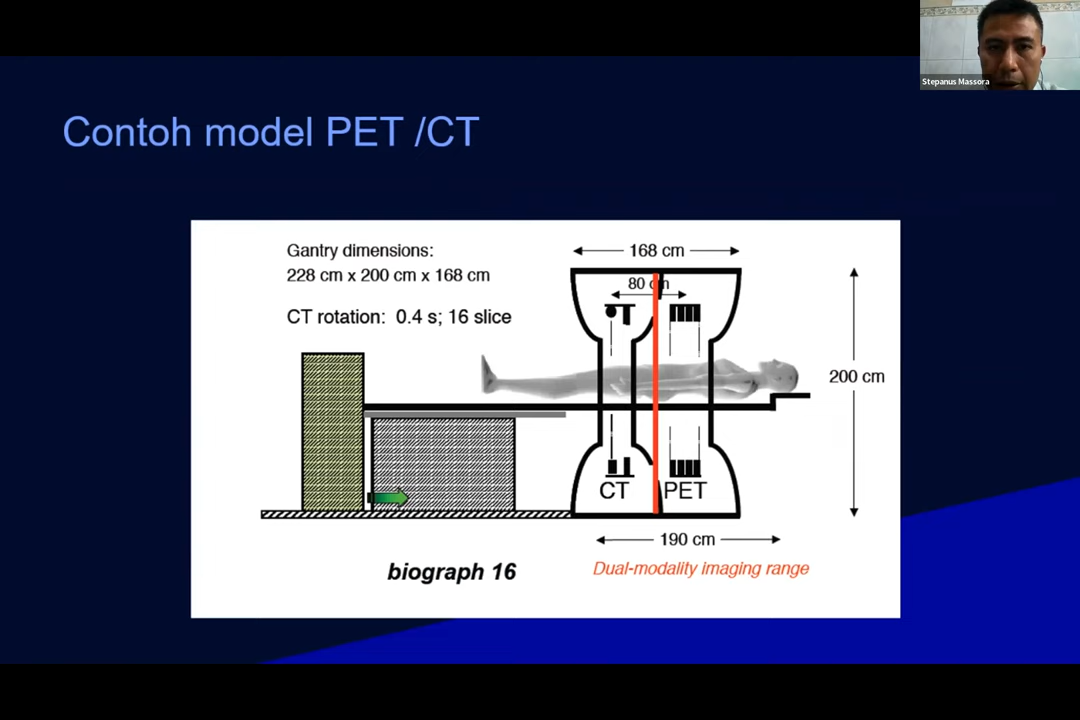 Stepanus Massora
Contoh model PET /CT
Gantry dimensions:
228 cm x 200 cm x 168 cm
CT rotation: 0.4 s; 16 slice
168 cm
80 cm
200 cm
CT
PET
190 cm
biograph 16
Dual-modality imaging range